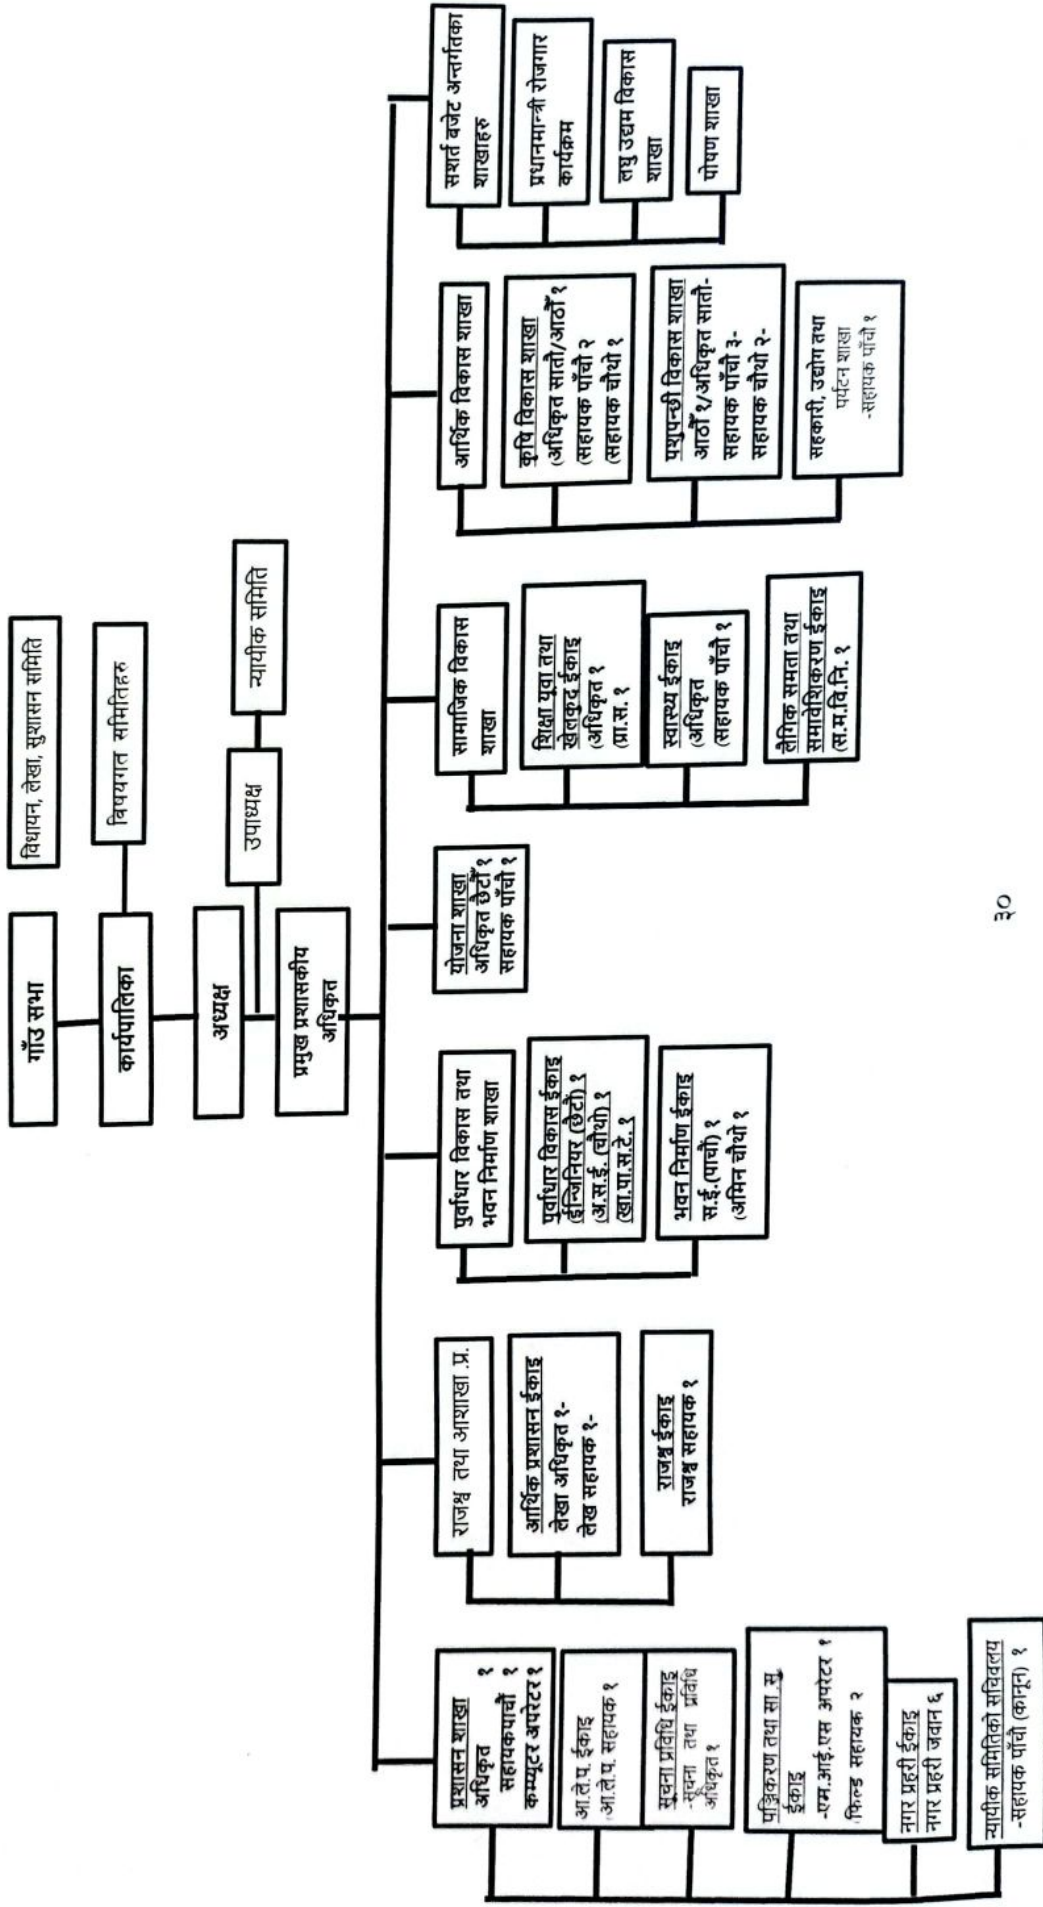 गाँउ सभा
विधायन, लेखा, सुशासन समिति
कार्यपालिका
विषयगत समितिहरु
अध्यक्ष
उपाध्यक्ष
न्यायीक समिति
प्रमुख प्रशासकीय
अधिकृत
प्रशासन शाखा
अधिकृत १
सहायकपाचौं १
कम्प्यूटर अपरेटर १
आ.ले.प. ईकाइ
(आ.ले.प. सहायक १
सूचना प्रविधि ईकाइ
-सूचना तथा प्रविधि
अधिकृत १
पञ्जिकरण तथा सा.सु.
ईकाइ
-एम.आई.एस अपरेटर १
(फिल्ड सहायक २
नगर प्रहरी ईकाइ
नगर प्रहरी जवान ६
न्यायीक समितिको सचिवलय
-सहायक पाँचौ (कानून) १
राजश्व तथा आशाखा .प्र.
आर्थिक प्रशासन ईकाइ
लेखा अधिकृत १-
लेख सहायक १-
राजश्व ईकाइ
राजश्व सहायक १
पुर्वाधार विकास तथा
भवन निर्माण शाखा
पुर्वाधार विकास ईकाइ
(ईन्जिनियर (छैटौं) १
(अ.स.ई. (चौथो) १
(खा.पा.स.टे. १
भवन निर्माण ईकाइ
स.ई.(पाचौं) १
(अमिन चौथो १
योजना शाखा
अधिकृत छैटौं १
सहायक पाँचौ १
सामाजिक विकास
शाखा
शिक्षा यूवा तथा
खेलकुद ईकाइ
(अधिकृत १
(प्रा.स. १
स्वास्थ्य ईकाइ
(अधिकृत
(सहायक पाँचौ १
लैगिक समता तथा
समावेशिकरण ईकाइ
(स.म.वि.नि. १
आर्थिक विकास शाखा
कृषि विकास शाखा
(अधिकृत सातौ/आठौँ १
(सहायक पाँचौ २
(सहायक चौथो १
पशुपन्छी विकास शाखा
आठौँ १/अधिकृत सातौ-
सहायक पाँचौ ३-
सहायक चौथो २-
सहकारी, उद्योग तथा
पर्यटन शाखा
-सहायक पाँचौ १
सशर्त बजेट अन्तर्गतका
शाखाहरु
प्रधानमान्त्री रोजगार
कार्यक्रम
लघु उद्यम विकास
शाखा
पोषण शाखा
३०